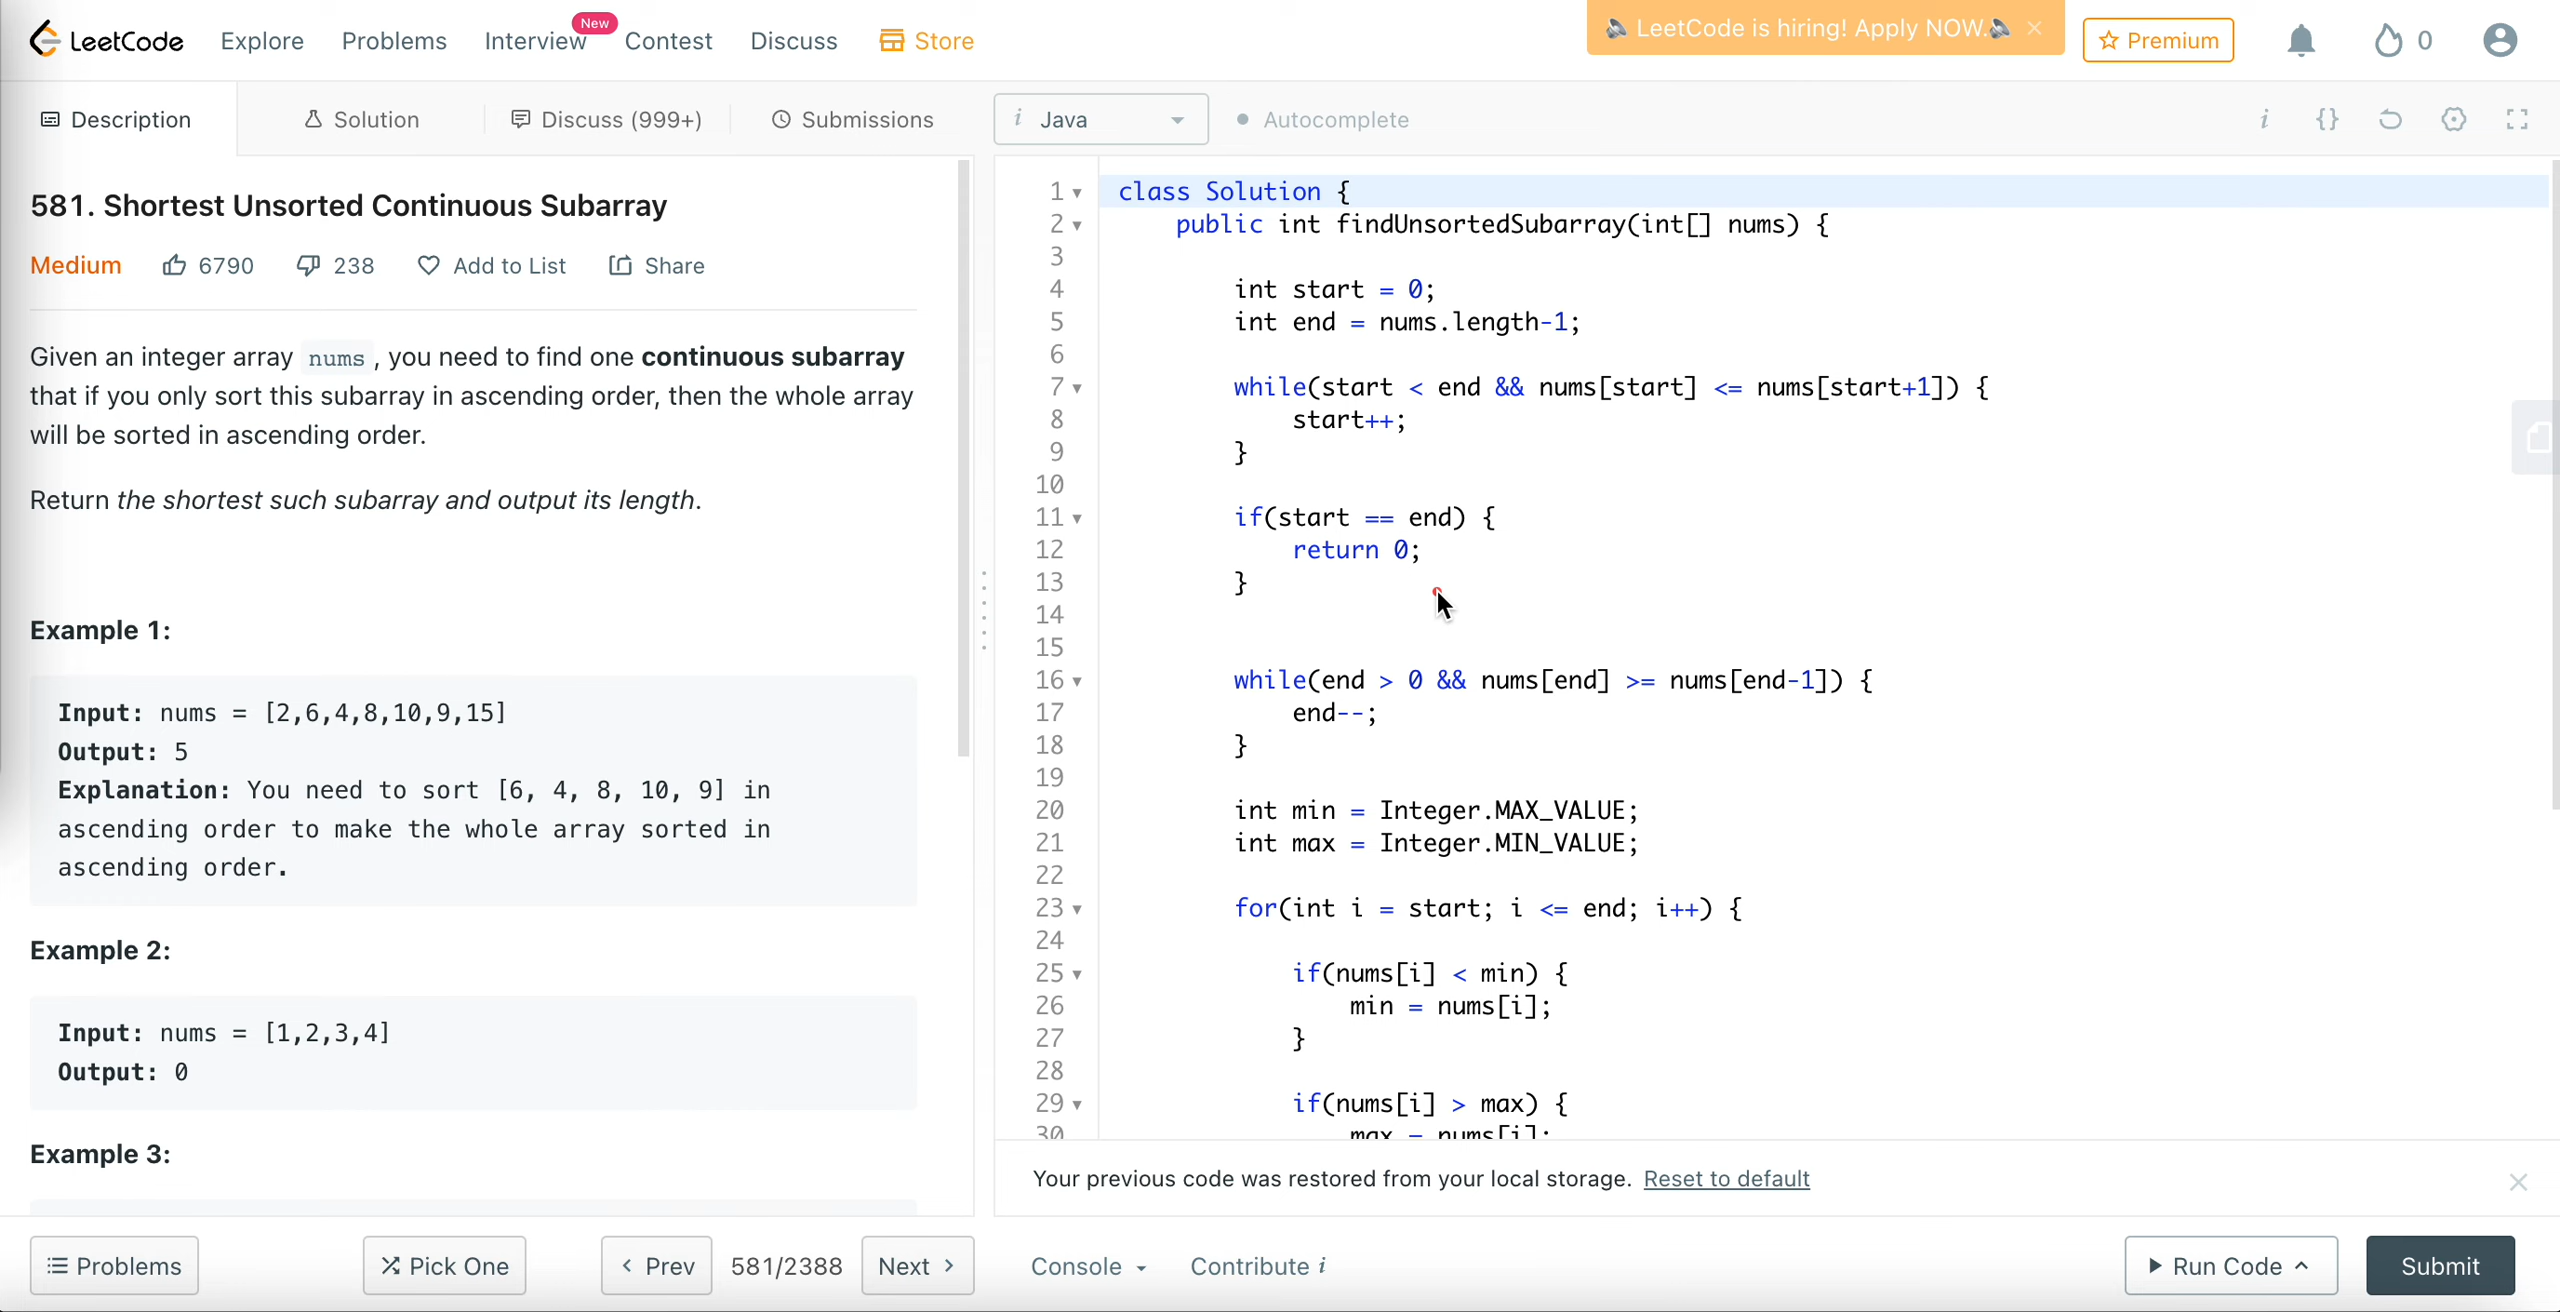 LeetCode Explore Problems Interview New Contest Discuss Store LeetCode is hiring! Apply NOW. Premium 0
Description Solution Discuss (999+) Submissions
i Java Autocomplete i {}
581. Shortest Unsorted Continuous Subarray
Medium 6790 238 Add to List Share
Given an integer array nums , you need to find one continuous subarray
that if you only sort this subarray in ascending order, then the whole array
will be sorted in ascending order.
Return the shortest such subarray and output its length.
Example 1:
Input: nums = [2,6,4,8,10,9,15]
Output: 5
Explanation: You need to sort [6, 4, 8, 10, 9] in
ascending order to make the whole array sorted in
ascending order.
Example 2:
Input: nums = [1,2,3,4]
Output: 0
Example 3:
1 class Solution {
2 public int findUnsortedSubarray(int[] nums) {
3
4 int start = 0;
5 int end = nums.length-1;
6
7 while(start < end && nums[start] <= nums[start+1]) {
8 start++;
9 }
10
11 if(start == end) {
12 return 0;
13 }
14
15
16 while(end > 0 && nums[end] >= nums[end-1]) {
17 end--;
18 }
19
20 int min = Integer.MAX_VALUE;
21 int max = Integer.MIN_VALUE;
22
23 for(int i = start; i <= end; i++) {
24
25 if(nums[i] < min) {
26 min = nums[i];
27 }
28
29 if(nums[i] > max) {
30 max = nums[i];
Your previous code was restored from your local storage. Reset to default
Problems Pick One < Prev 581/2388 Next > Console Contribute i Run Code Submit